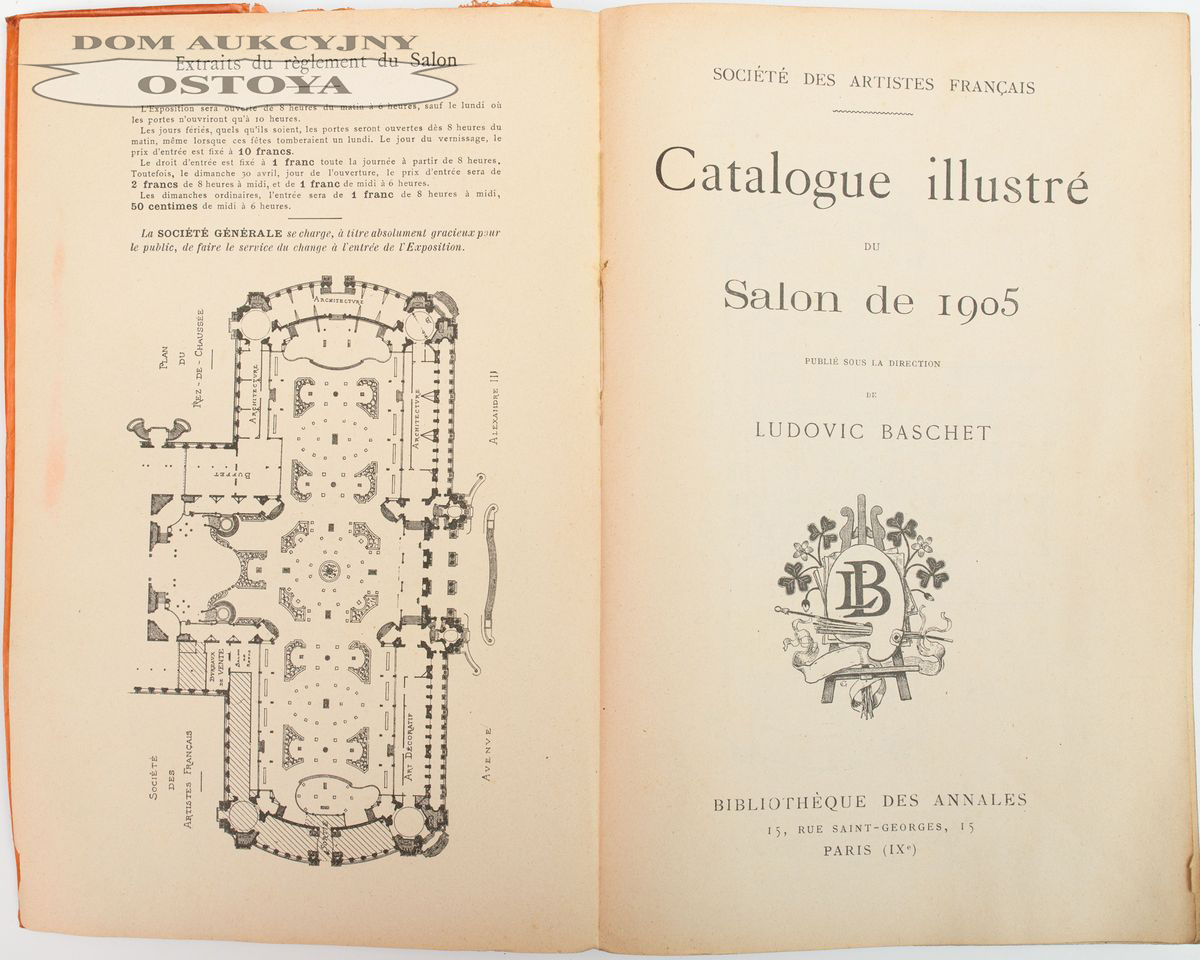 DOM AUKCYJNY
OSTOYA
Extraits du règlement du Salon
L'Exposition sera ouverte de 8 heures du matin à 6 heures, sauf le lundi où
les portes n'ouvriront qu'à 10 heures.
Les jours fériés, quels qu'ils soient, les portes seront ouvertes dès 8 heures du
matin, même lorsque ces fêtes tomberaient un lundi. Le jour du vernissage, le
prix d'entrée est fixé à 10 francs.
Le droit d'entrée est fixé à 1 franc toute la journée à partir de 8 heures.
Toutefois, le dimanche 30 avril, jour de l'ouverture, le prix d'entrée sera de
2 francs de 8 heures à midi, et de 1 franc de midi à 6 heures.
Les dimanches ordinaires, l'entrée sera de 1 franc de 8 heures à midi,
50 centimes de midi à 6 heures.
La SOCIÉTÉ GÉNÉRALE se charge, à titre absolument gracieux pour
le public, de faire le service du change à l'entrée de l'Exposition.
PLAN
DU
REZ-DE-CHAUSSÉE
ARCHITECTURE
ARCHITECTURE
ARCHITECTURE
ALEXANDRE III
BUFFET
BUREAUX
DE VENTE
SOCIÉTÉ
DES
ARTISTES FRANÇAIS
ART DÉCORATIF
AVENUE
SORTIE
SOCIÉTÉ DES ARTISTES FRANÇAIS
Catalogue illustré
DU
Salon de 1905
PUBLIÉ SOUS LA DIRECTION
DE
LUDOVIC BASCHET
LB
BIBLIOTHÈQUE DES ANNALES
15, RUE SAINT-GEORGES, 15
PARIS (IXe)